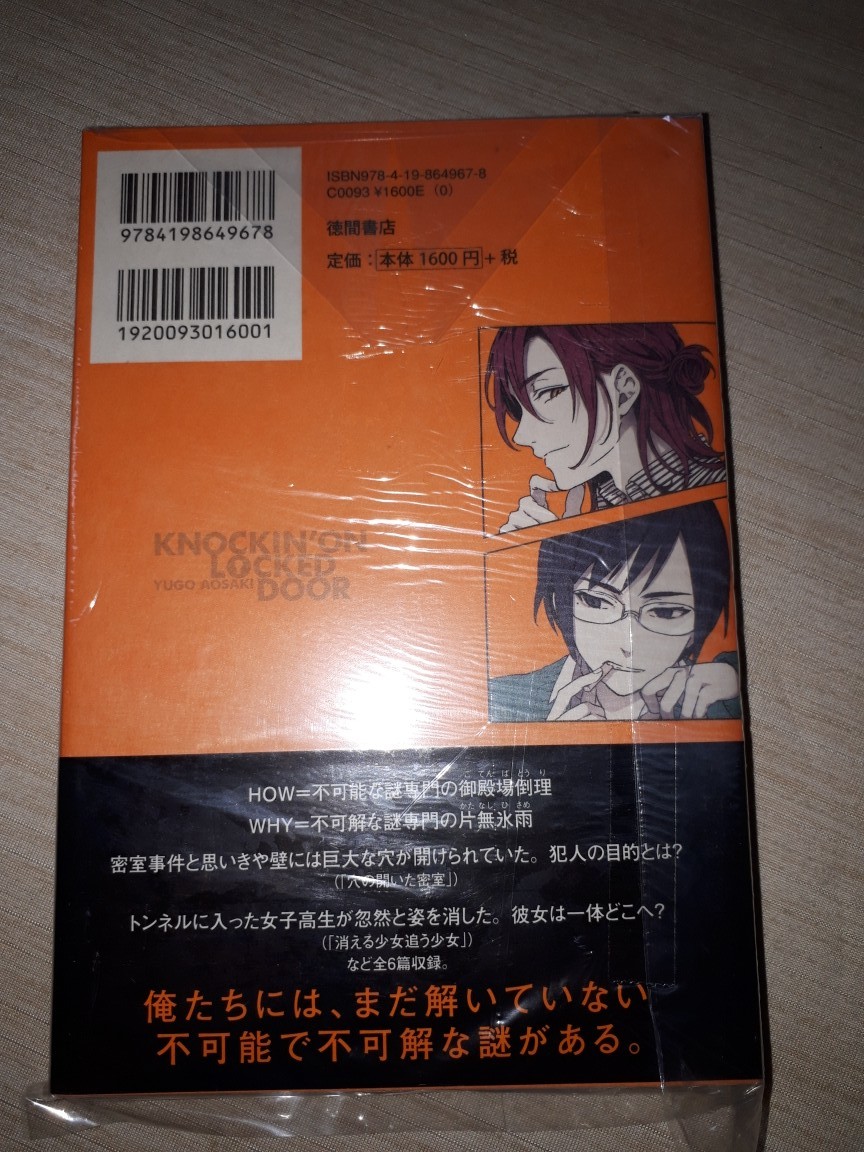 9784198649678
1920093016001
ISBN978-4-19-864967-8
C0093 ¥1600E (0)
徳間書店
定価：本体1600円+税
KNOCKIN'ON
LOCKED
YUGO AOSAKI DOOR
てんばとうり
HOW=不可能な謎専門の御殿場倒理
かたなしひさめ
WHY=不可解な謎専門の片無氷雨
密室事件と思いきや壁には巨大な穴が開けられていた。犯人の目的とは?
(「穴の開いた密室」)
トンネルに入った女子高生が忽然と姿を消した。彼女は一体どこへ?
(「消える少女追う少女」)
など全6篇収録。
俺たちには、まだ解いていない
不可能で不可解な謎がある。